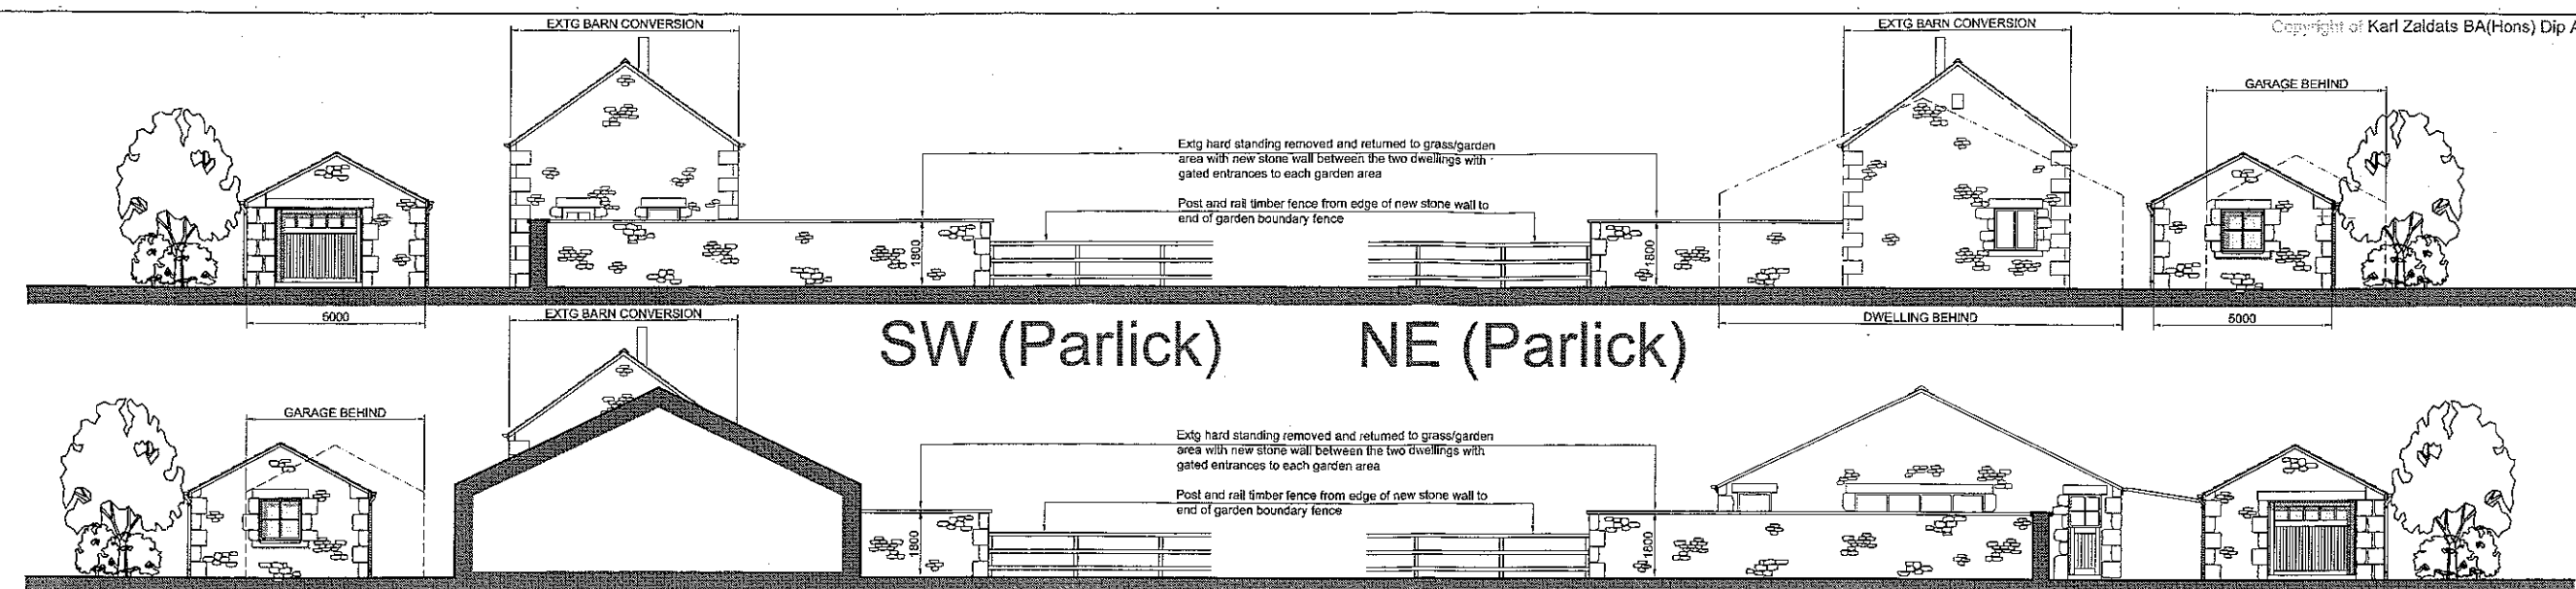 EXTG BARN CONVERSION
EXTG BARN CONVERSION
Copyright of Karl Zaldats BA(Hons) Dip A
GARAGE BEHIND
Extg hard standing removed and returned to grass/garden
area with new stone wall between the two dwellings with
gated entrances to each garden area
Post and rail timber fence from edge of new stone wall to
end of garden boundary fence
1800
1800
5000
DWELLING BEHIND
5000
SW (Parlick)
NE (Parlick)
EXTG BARN CONVERSION
GARAGE BEHIND
Extg hard standing removed and returned to grass/garden
area with new stone wall between the two dwellings with
gated entrances to each garden area
Post and rail timber fence from edge of new stone wall to
end of garden boundary fence
1800
1800